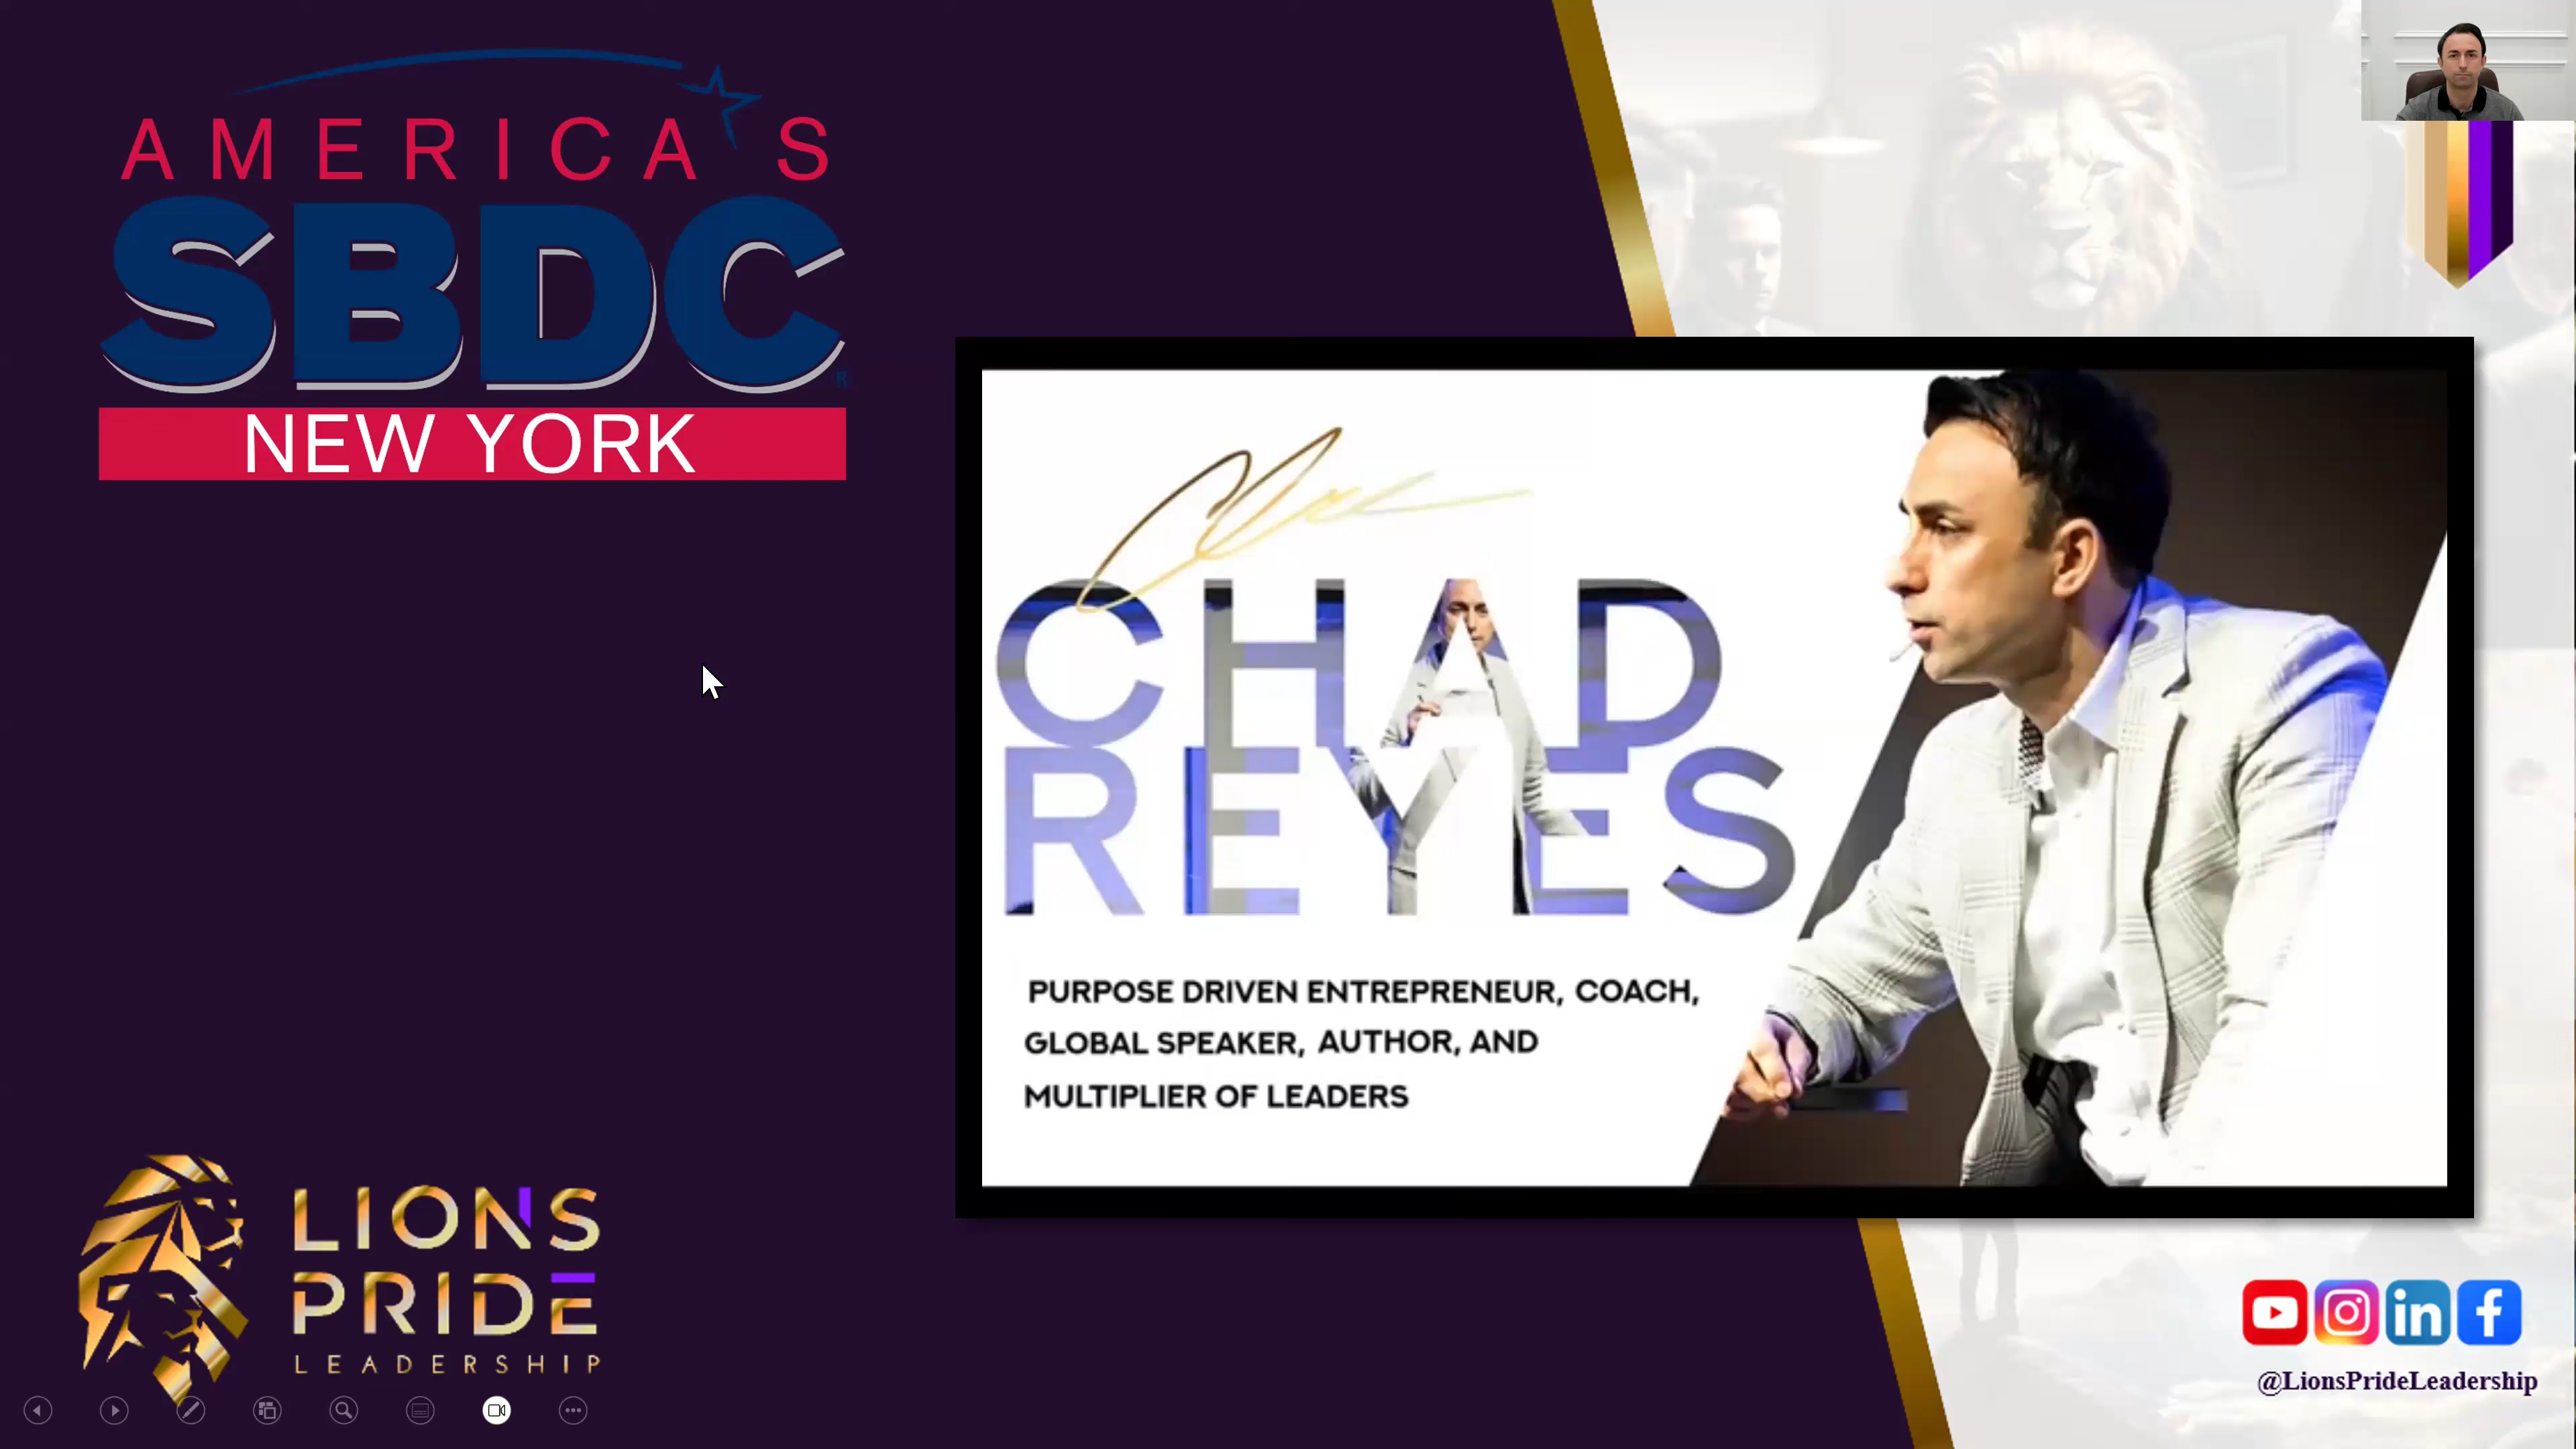 AMERICA'S
SBDC
®
NEW YORK
CHAD
REYES
PURPOSE DRIVEN ENTREPRENEUR, COACH,
GLOBAL SPEAKER, AUTHOR, AND
MULTIPLIER OF LEADERS
LIONS
PRIDE
LEADERSHIP
in
f
@LionsPrideLeadership